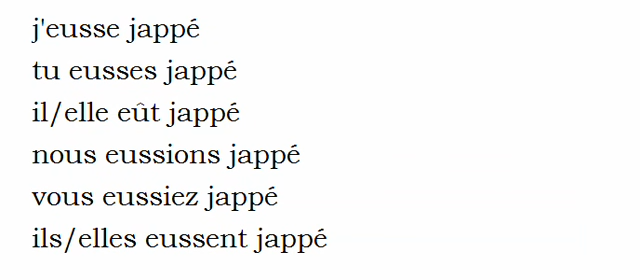 j'eusse jappé
tu eusses jappé
il/elle eût jappé
nous eussions jappé
vous eussiez jappé
ils/elles eussent jappé